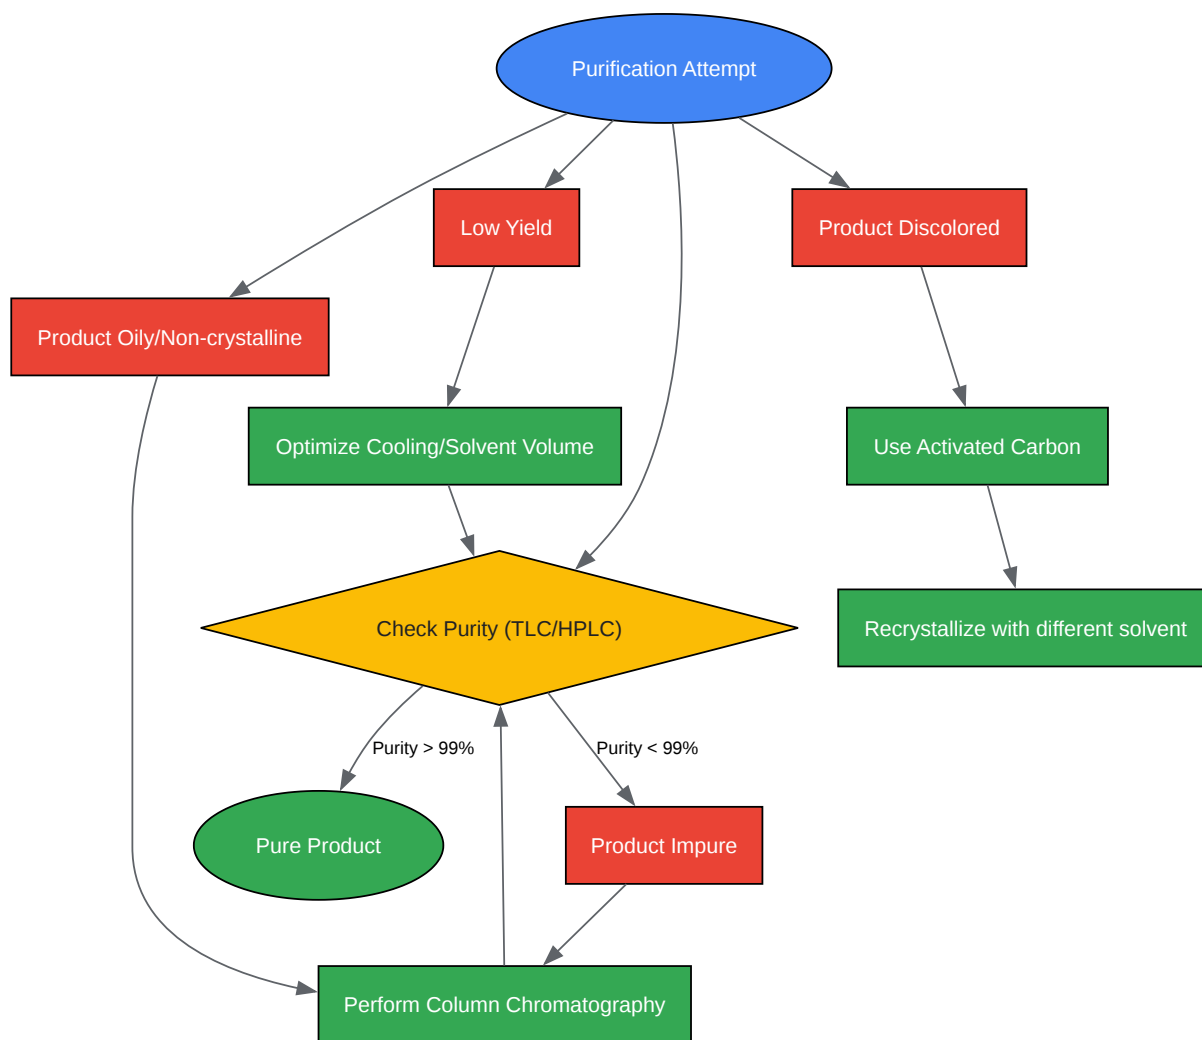 Purification Attempt
Low Yield
Product Discolored
Product Oily/Non-crystalline
Optimize Cooling/Solvent Volume
Use Activated Carbon
Check Purity (TLC/HPLC)
Recrystallize with different solvent
Purity > 99%
Purity < 99%
Pure Product
Product Impure
Perform Column Chromatography